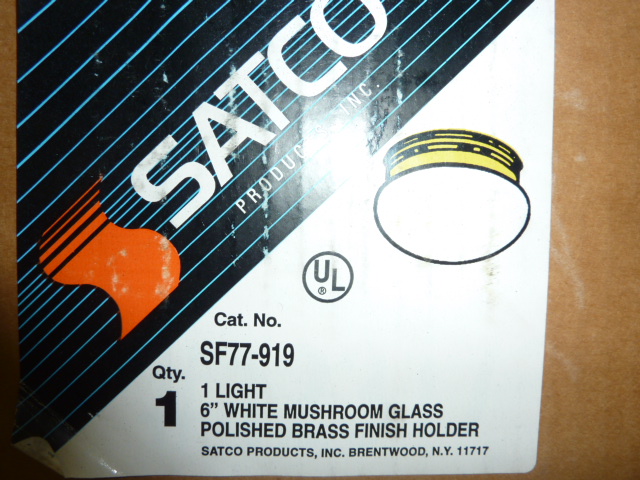 SATCO
PRODUCTS, INC.
UL
®
Cat. No.
SF77-919
Qty.
1
1 LIGHT
6” WHITE MUSHROOM GLASS
POLISHED BRASS FINISH HOLDER
SATCO PRODUCTS, INC. BRENTWOOD, N.Y. 11717